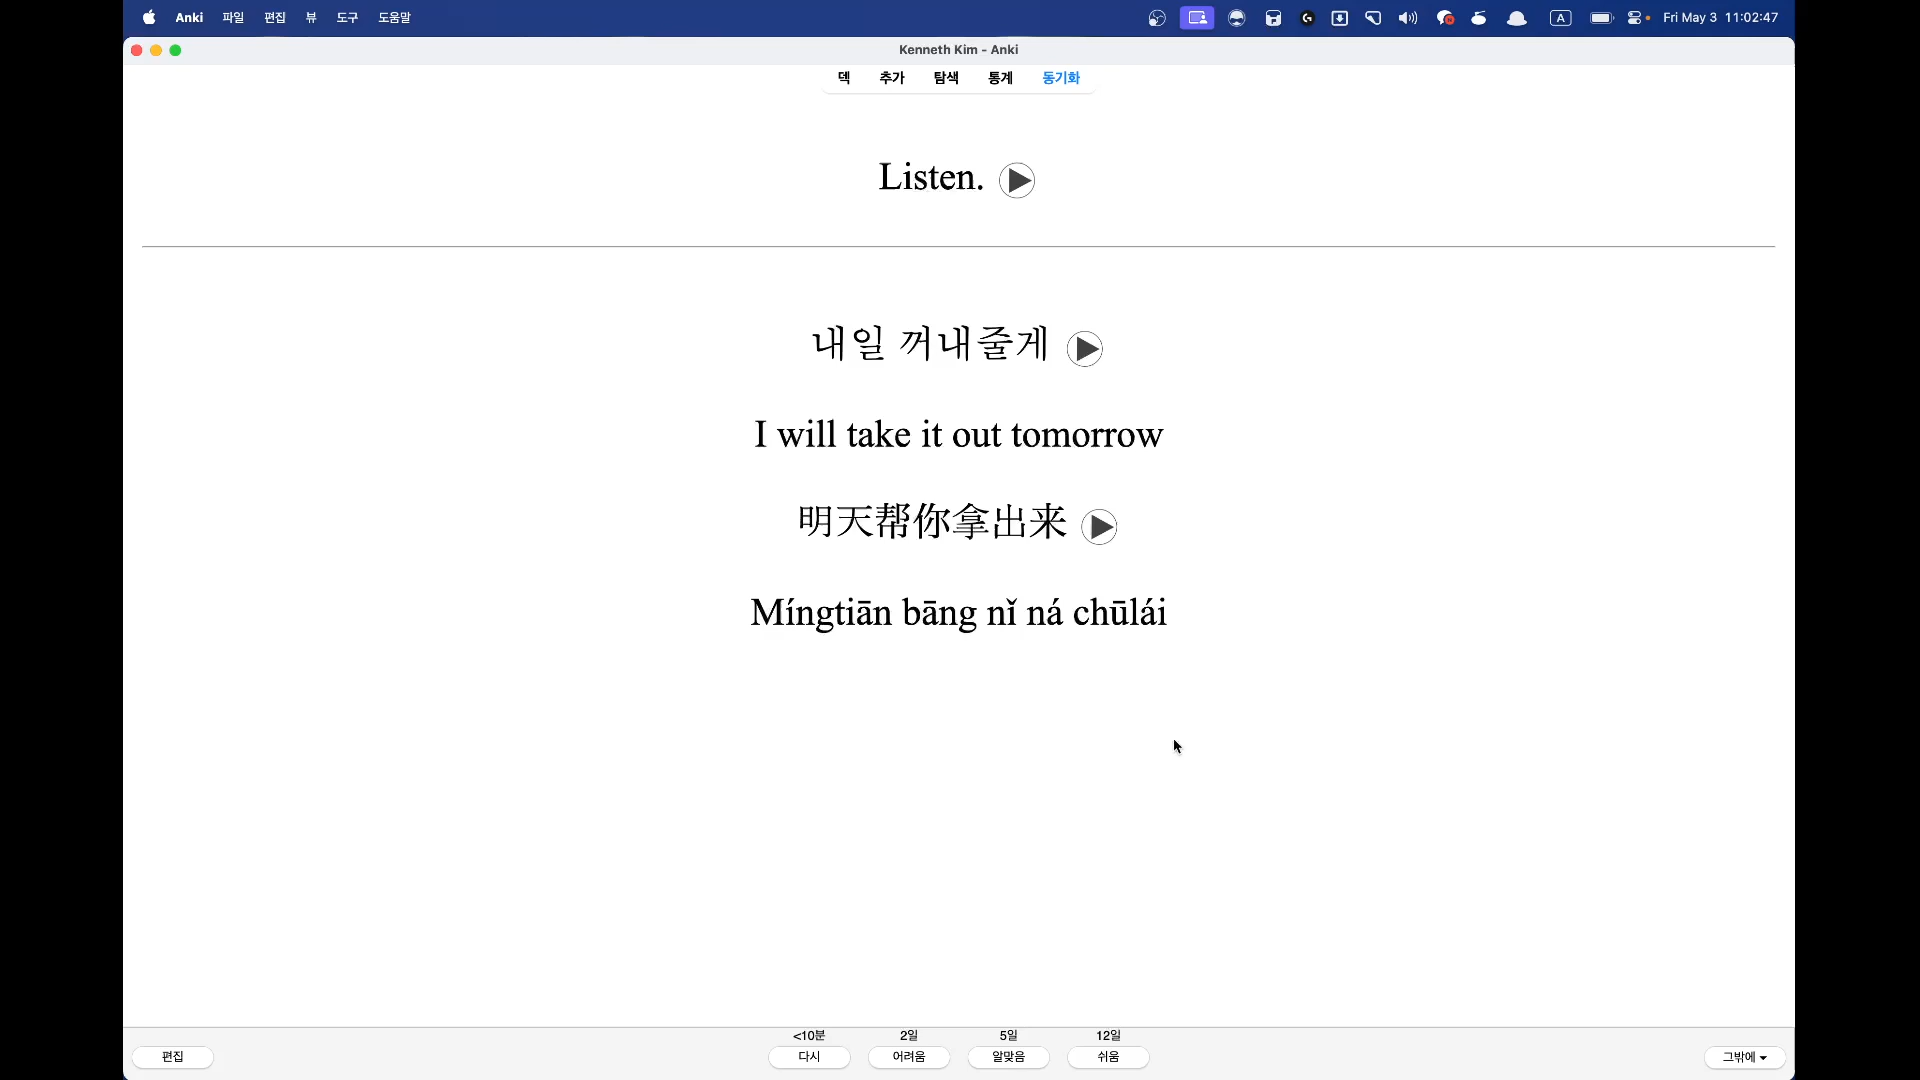 Anki 파일 편집 뷰 도구 도움말 A Fri May 3 11:02:47
Kenneth Kim - Anki
덱 추가 탐색 통계 동기화
Listen.
내일 꺼내줄게
I will take it out tomorrow
明天帮你拿出来
Míngtiān bāng nǐ ná chūlái
<10분 2일 5일 12일
편집 다시 어려움 알맞음 쉬움 그밖에